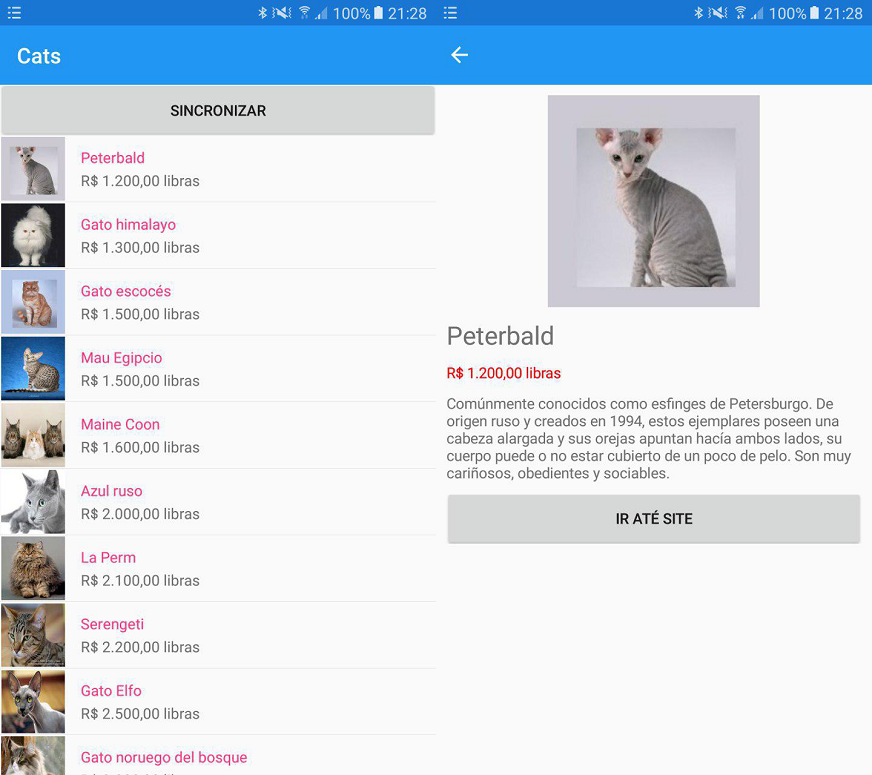 100% 21:28
Cats
SINCRONIZAR
Peterbald
R$ 1.200,00 libras
Gato himalayo
R$ 1.300,00 libras
Gato escocés
R$ 1.500,00 libras
Mau Egipcio
R$ 1.500,00 libras
Maine Coon
R$ 1.600,00 libras
Azul ruso
R$ 2.000,00 libras
La Perm
R$ 2.100,00 libras
Serengeti
R$ 2.200,00 libras
Gato Elfo
R$ 2.500,00 libras
Gato noruego del bosque
100% 21:28
Peterbald
R$ 1.200,00 libras
Comúnmente conocidos como esfinges de Petersburgo. De
origen ruso y creados en 1994, estos ejemplares poseen una
cabeza alargada y sus orejas apuntan hacía ambos lados, su
cuerpo puede o no estar cubierto de un poco de pelo. Son muy
cariñosos, obedientes y sociables.
IR ATÉ SITE